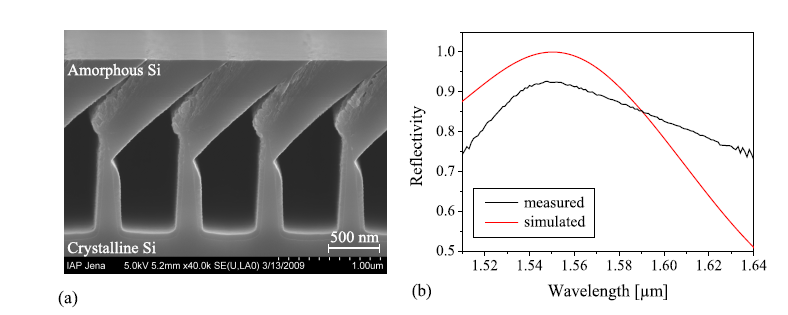 Amorphous Si
Crystalline Si
500 nm
IAP Jena 5.0kV 5.2mm x40.0k SE(U,LA0) 3/13/2009 1.00um
(a)
1.0
0.9
0.8
0.7
0.6
0.5
Reflectivity
measured
simulated
1.52 1.54 1.56 1.58 1.60 1.62 1.64
Wavelength [µm]
(b)